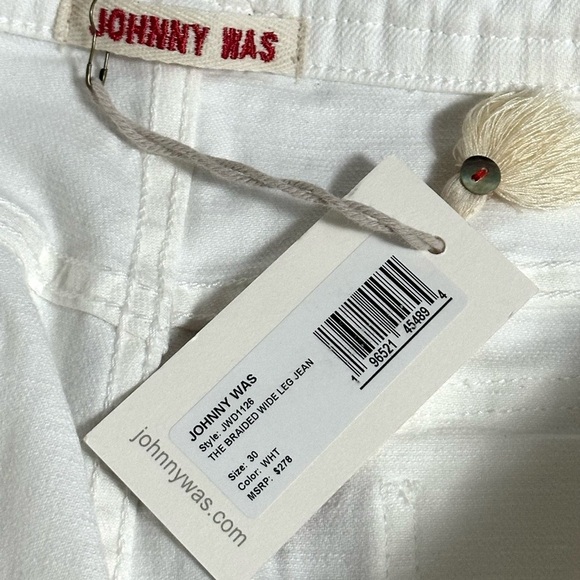 JOHNNY WAS
1 96521 45489 4
JOHNNY WAS
Style: JWD1126
THE BRAIDED WIDE LEG JEAN
Size: 30
Color: WHT
MSRP: $278
johnnywas.com